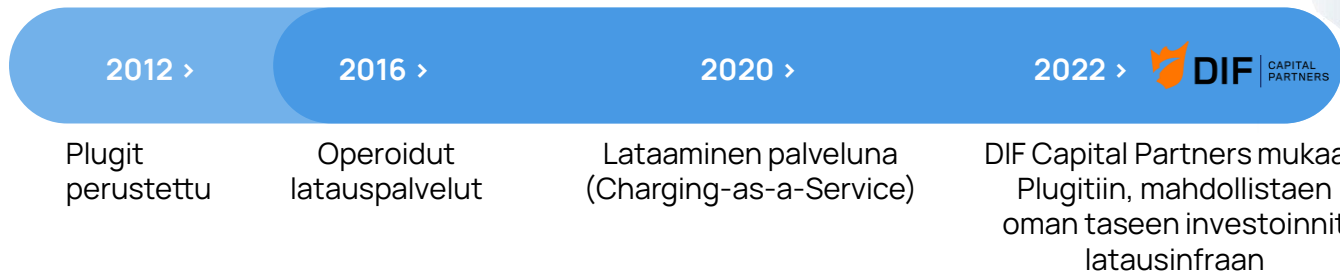 2012 >
2016 >
2020 >
2022 >
DIF CAPITAL PARTNERS
Plugit
perustettu
Operoidut
latauspalvelut
Lataaminen palveluna
(Charging-as-a-Service)
DIF Capital Partners mukaa
Plugitiin, mahdollistaen
oman taseen investoinnit
latausinfraan